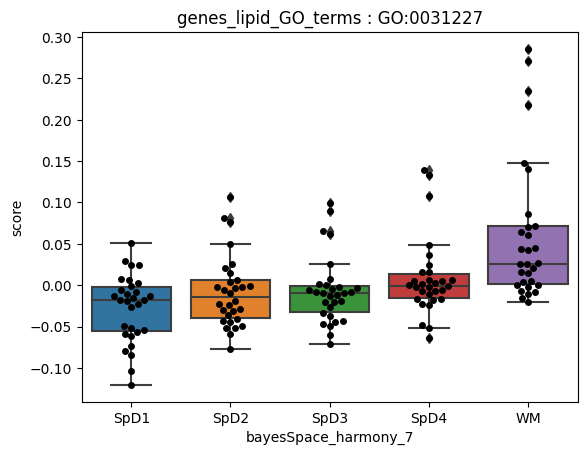 genes_lipid_GO_terms : GO:0031227
0.30
0.25
0.20
0.15
0.10
0.05
0.00
−0.05
−0.10
score
SpD1 SpD2 SpD3 SpD4 WM
bayesSpace_harmony_7